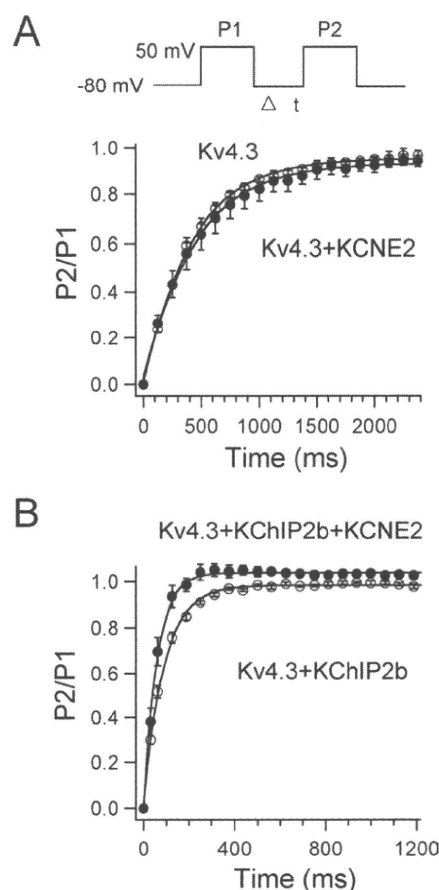 A
P1
P2
50 mV
-80 mV
Δ t
Kv4.3
Kv4.3+KCNE2
P2/P1
1.0
0.8
0.6
0.4
0.2
0.0
0
500
1000
1500
2000
Time (ms)
B
Kv4.3+KChIP2b+KCNE2
Kv4.3+KChIP2b
P2/P1
1.0
0.8
0.6
0.4
0.2
0.0
0
400
800
1200
Time (ms)